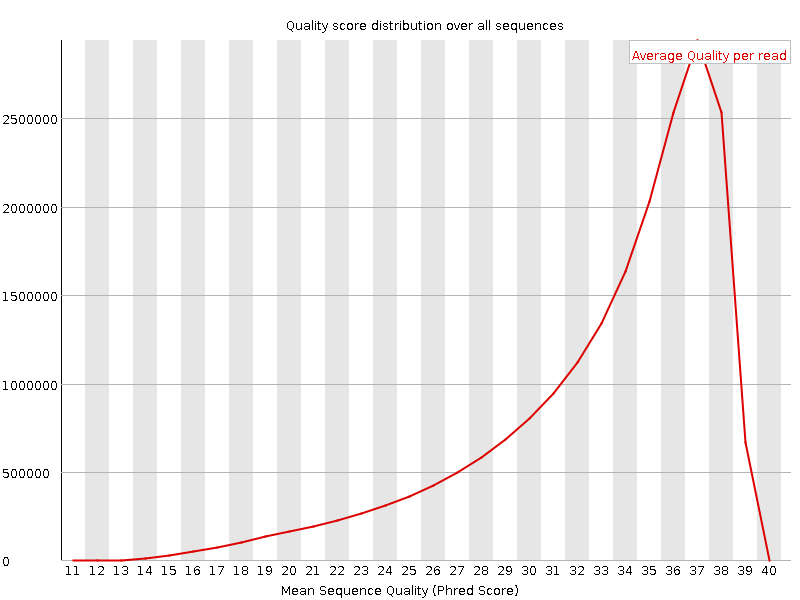 Quality score distribution over all sequences
Average Quality per read
2500000
2000000
1500000
1000000
500000
0
11 12 13 14 15 16 17 18 19 20 21 22 23 24 25 26 27 28 29 30 31 32 33 34 35 36 37 38 39 40
Mean Sequence Quality (Phred Score)